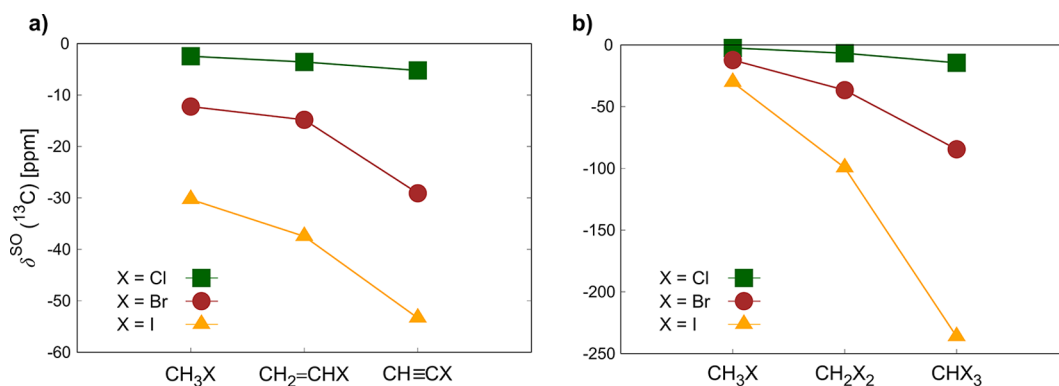 a)
δ^SO (¹³C) [ppm]
0
-10
-20
-30
-40
-50
-60
X = Cl
X = Br
X = I
CH₃X CH₂=CHX CH≡CX
b)
0
-50
-100
-150
-200
-250
X = Cl
X = Br
X = I
CH₃X CH₂X₂ CHX₃